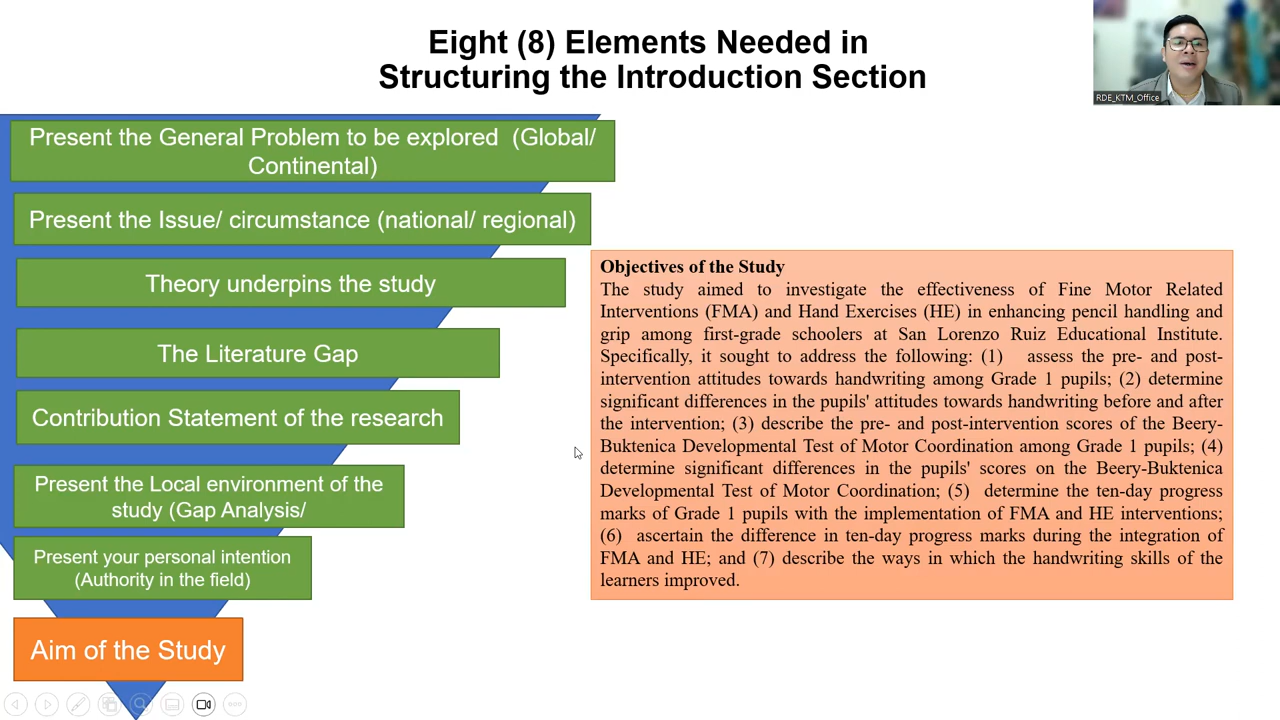 Eight (8) Elements Needed in
Structuring the Introduction Section
RDE_KTM_Office
Present the General Problem to be explored (Global/
Continental)
Present the Issue/ circumstance (national/ regional)
Theory underpins the study
The Literature Gap
Contribution Statement of the research
Present the Local environment of the
study (Gap Analysis/
Present your personal intention
(Authority in the field)
Aim of the Study
Objectives of the Study
The study aimed to investigate the effectiveness of Fine Motor Related
Interventions (FMA) and Hand Exercises (HE) in enhancing pencil handling and
grip among first-grade schoolers at San Lorenzo Ruiz Educational Institute.
Specifically, it sought to address the following: (1) assess the pre- and post-
intervention attitudes towards handwriting among Grade 1 pupils; (2) determine
significant differences in the pupils' attitudes towards handwriting before and after
the intervention; (3) describe the pre- and post-intervention scores of the Beery-
Buktenica Developmental Test of Motor Coordination among Grade 1 pupils; (4)
determine significant differences in the pupils' scores on the Beery-Buktenica
Developmental Test of Motor Coordination; (5) determine the ten-day progress
marks of Grade 1 pupils with the implementation of FMA and HE interventions;
(6) ascertain the difference in ten-day progress marks during the integration of
FMA and HE; and (7) describe the ways in which the handwriting skills of the
learners improved.